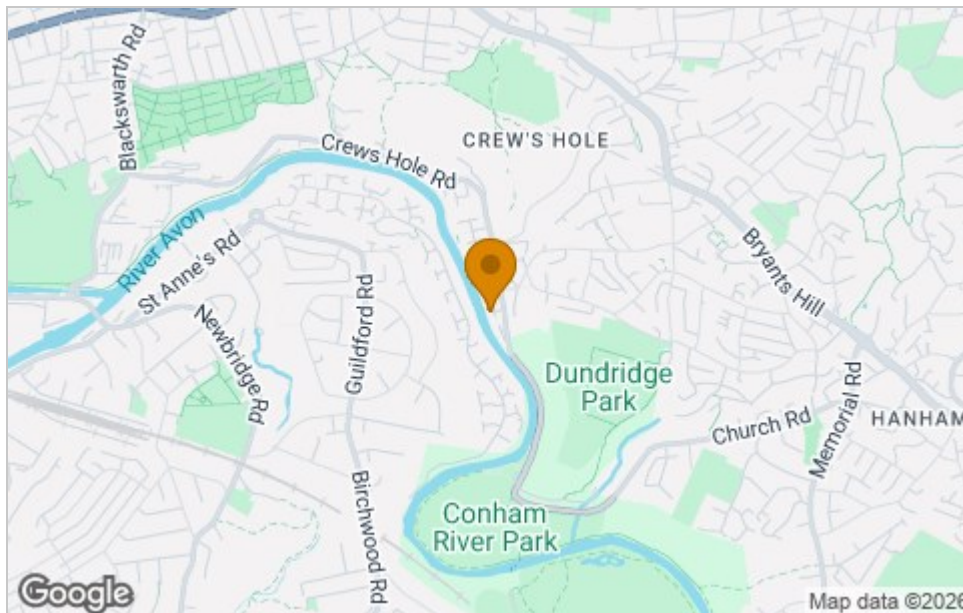 Blackswarth Rd
CREW'S HOLE
Crews Hole Rd
River Avon
St Anne's Rd
Bryants Hill
Newbridge Rd
Guildford Rd
Dundridge
Park
Church Rd
Memorial Rd
HANHAM
Birchwood Rd
Conham
River Park
Google
Map data ©2026